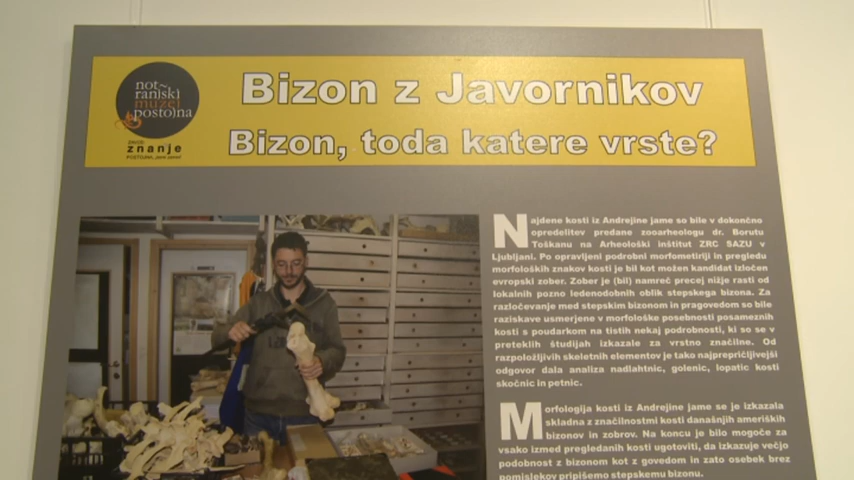 not~
ranjski
muzej
postojna
ZAVOD
znanje
POSTOJNA, javni zavod
Bizon z Javornikov
Bizon, toda katere vrste?
Najdene kosti iz Andrejine jame so bile v dokončno
opredelitev predane zooarheologu dr. Borutu
Toškanu na Arheološki inštitut ZRC SAZU v
Ljubljani. Po opravljeni podrobni morfometriji in pregledu
morfoloških znakov kosti je bil kot možen kandidat izločen
evropski zober. Zober je (bil) namreč precej nižje rasti od
lokalnih pozno ledenodobnih oblik stepskega bizona. Za
razločevanje med stepskim bizonom in pragovedom so bile
raziskave usmerjene v morfološke posebnosti posameznih
kosti s poudarkom na tistih nekaj podrobnosti, ki so se v
preteklih študijah izkazale za vrstno značilne. Od
razpoložljivih skeletnih elementov je tako najprepričljivejši
odgovor dala analiza nadlahtnic, golenic, lopatic kosti
skočnic in petnic.
Morfologija kosti iz Andrejine jame se je izkazala
skladna z značilnostmi kosti današnjih ameriških
bizonov in zobrov. Na koncu je bilo mogoče za
vsako izmed pregledanih kosti ugotoviti, da izkazuje večjo
podobnost z bizonom kot z govedom in zato osebek brez
pomislekov pripišemo stepskemu bizonu.